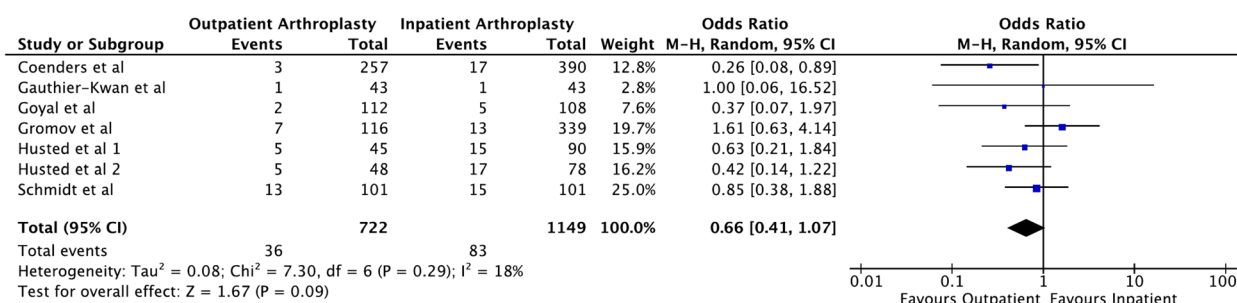 Outpatient Arthroplasty Inpatient Arthroplasty Odds Ratio Odds Ratio
Study or Subgroup Events Total Events Total Weight M-H, Random, 95% CI M-H, Random, 95% CI
Coenders et al 3 257 17 390 12.8% 0.26 [0.08, 0.89]
Gauthier-Kwan et al 1 43 1 43 2.8% 1.00 [0.06, 16.52]
Goyal et al 2 112 5 108 7.6% 0.37 [0.07, 1.97]
Gromov et al 7 116 13 339 19.7% 1.61 [0.63, 4.14]
Husted et al 1 5 45 15 90 15.9% 0.63 [0.21, 1.84]
Husted et al 2 5 48 17 78 16.2% 0.42 [0.14, 1.22]
Schmidt et al 13 101 15 101 25.0% 0.85 [0.38, 1.88]
Total (95% CI) 722 1149 100.0% 0.66 [0.41, 1.07]
Total events 36 83
Heterogeneity: Tau² = 0.08; Chi² = 7.30, df = 6 (P = 0.29); I² = 18%
Test for overall effect: Z = 1.67 (P = 0.09)
0.01 0.1 1 10 100
Favours Outpatient Favours Inpatient